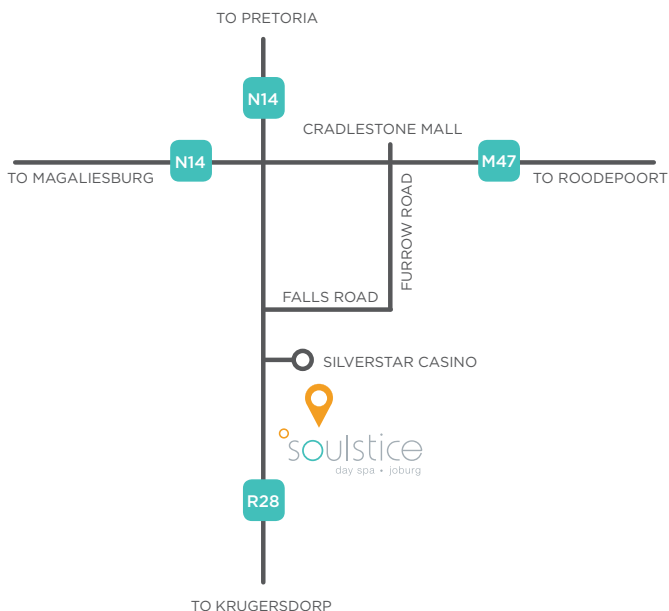 TO PRETORIA
N14
CRADLESTONE MALL
N14
M47
TO MAGALIESBURG
TO ROODEPOORT
FURROW ROAD
FALLS ROAD
SILVERSTAR CASINO
soulstice
day spa • joburg
R28
TO KRUGERSDORP